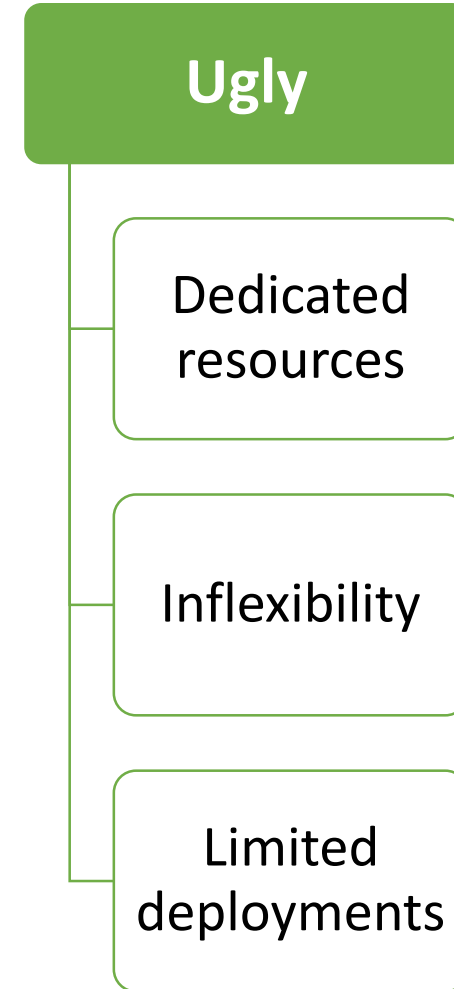 Ugly
Dedicated
resources
Inflexibility
Limited
deployments